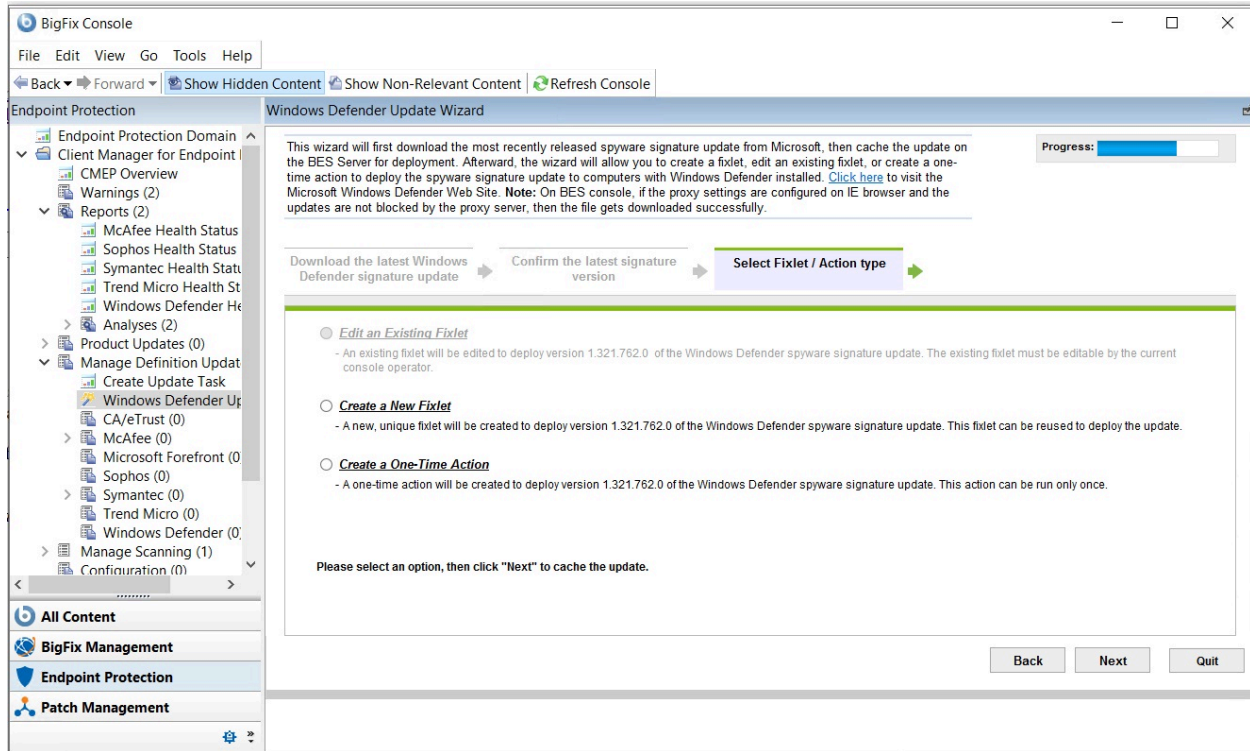 BigFix Console
File Edit View Go Tools Help
Back Forward Show Hidden Content Show Non-Relevant Content Refresh Console
Endpoint Protection
Endpoint Protection Domain
Client Manager for Endpoint
CMEP Overview
Warnings (2)
Reports (2)
McAfee Health Status
Sophos Health Status
Symantec Health Statu
Trend Micro Health St
Windows Defender He
Analyses (2)
Product Updates (0)
Manage Definition Updat
Create Update Task
Windows Defender Up
CA/eTrust (0)
McAfee (0)
Microsoft Forefront (0
Sophos (0)
Symantec (0)
Trend Micro (0)
Windows Defender (0)
Manage Scanning (1)
Configuration (0)
All Content
BigFix Management
Endpoint Protection
Patch Management
Windows Defender Update Wizard
This wizard will first download the most recently released spyware signature update from Microsoft, then cache the update on
the BES Server for deployment. Afterward, the wizard will allow you to create a fixlet, edit an existing fixlet, or create a one-
time action to deploy the spyware signature update to computers with Windows Defender installed. Click here to visit the
Microsoft Windows Defender Web Site. Note: On BES console, if the proxy settings are configured on IE browser and the
updates are not blocked by the proxy server, then the file gets downloaded successfully.
Progress:
Download the latest Windows
Defender signature update
Confirm the latest signature
version
Select Fixlet / Action type
Edit an Existing Fixlet
- An existing fixlet will be edited to deploy version 1.321.762.0 of the Windows Defender spyware signature update. The existing fixlet must be editable by the current
console operator.
Create a New Fixlet
- A new, unique fixlet will be created to deploy version 1.321.762.0 of the Windows Defender spyware signature update. This fixlet can be reused to deploy the update.
Create a One-Time Action
- A one-time action will be created to deploy version 1.321.762.0 of the Windows Defender spyware signature update. This action can be run only once.
Please select an option, then click "Next" to cache the update.
Back Next Quit